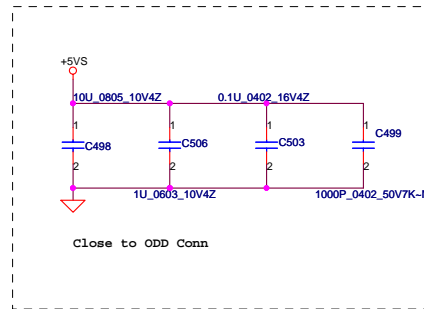 +5VS
10U_0805_10V4Z
0.1U_0402_16V4Z
1
1
1
1
C498
C506
C503
C499
2
2
2
2
1U_0603_10V4Z
1000P_0402_50V7K~
Close to ODD Conn